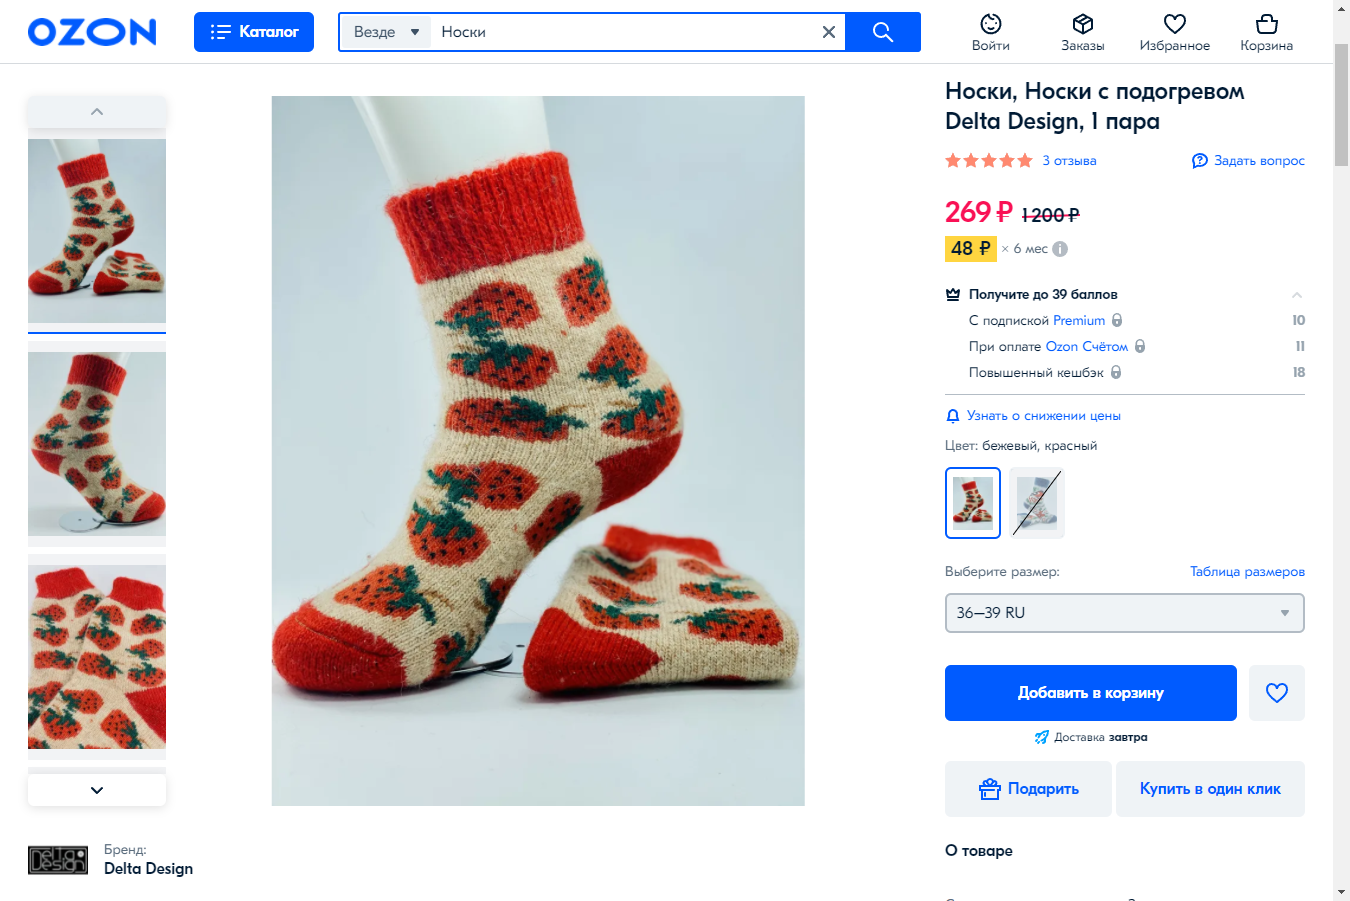 OZON
Каталог
Везде
Носки
Войти
Заказы
Избранное
Корзина
Носки, Носки с подогревом
Delta Design, 1 пара
3 отзыва
Задать вопрос
269 ₽ 1 200 ₽
48 ₽ × 6 мес
Получите до 39 баллов
С подпиской Premium 10
При оплате Ozon Счётом 11
Повышенный кешбэк 18
Узнать о снижении цены
Цвет: бежевый, красный
Выберите размер:
Таблица размеров
36–39 RU
Добавить в корзину
Доставка завтра
Подарить
Купить в один клик
Delta
Design
Бренд:
Delta Design
О товаре